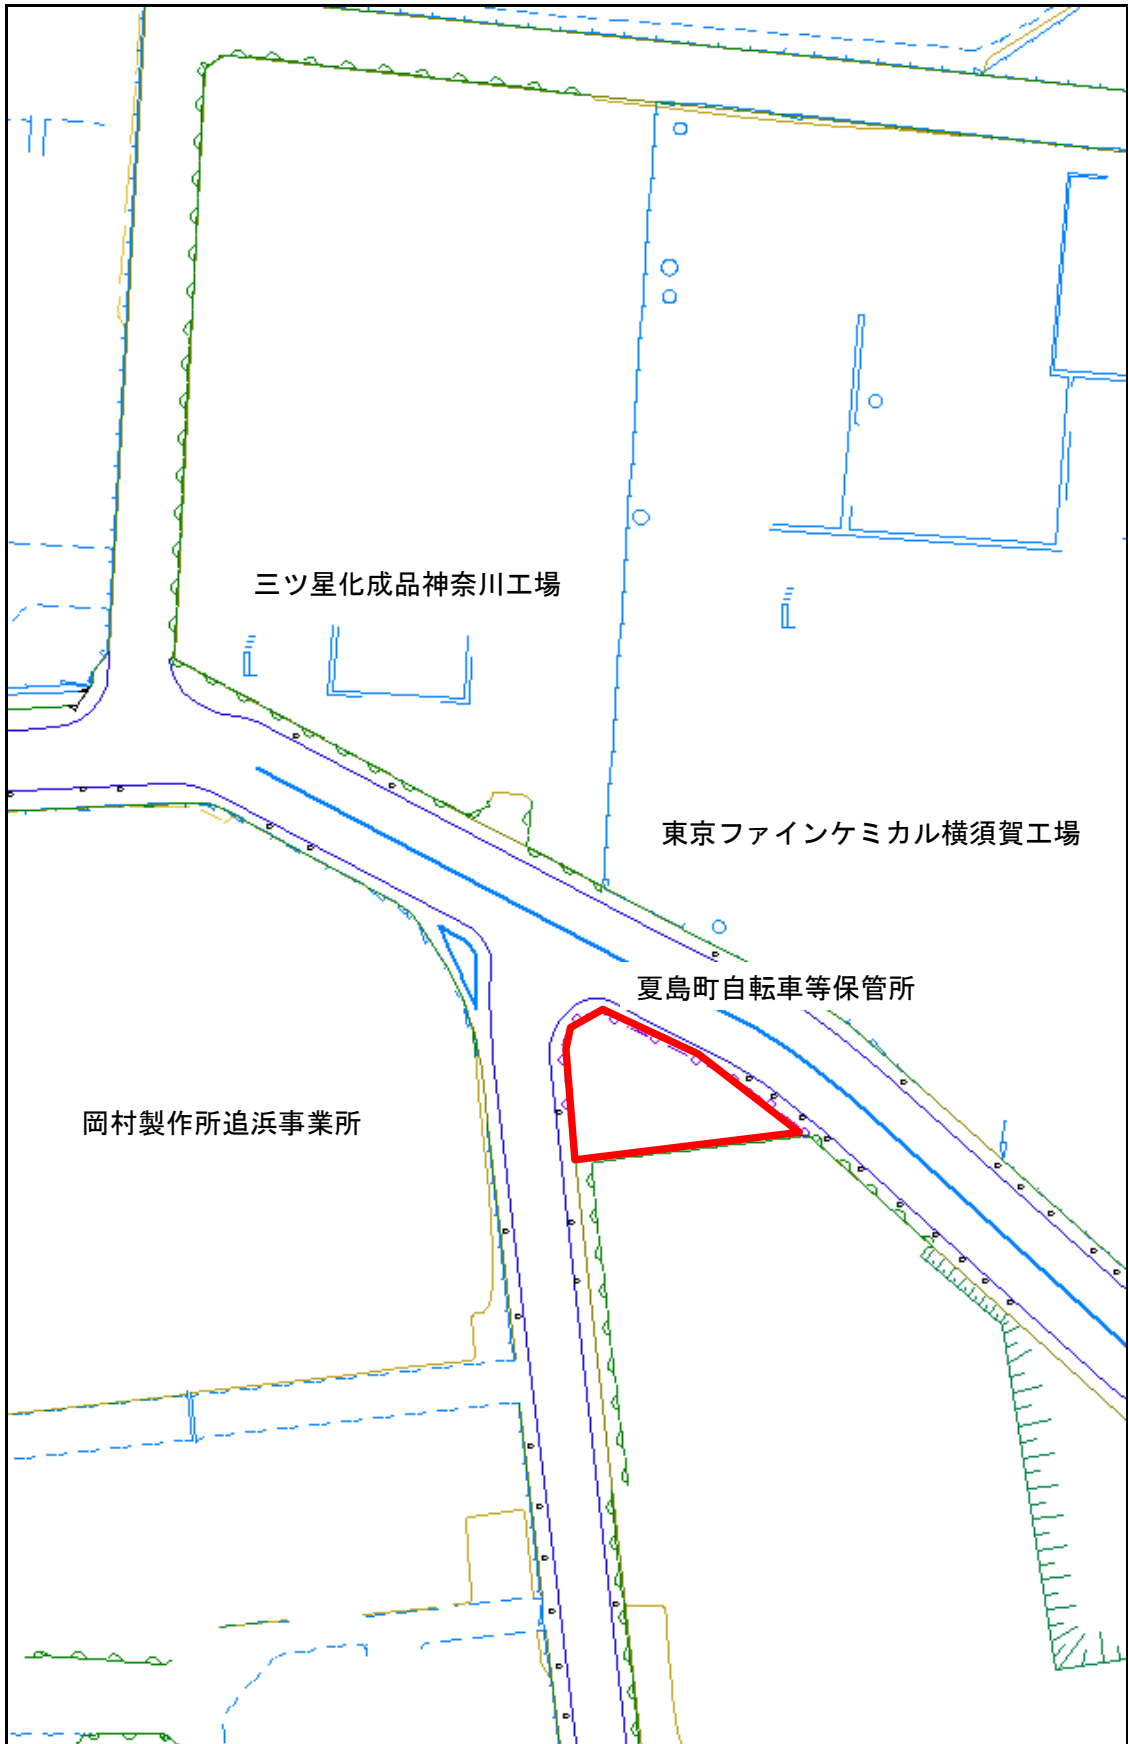 三ツ星化成品神奈川工場
東京ファインケミカル横須賀工場
夏島町自転車等保管所
岡村製作所追浜事業所